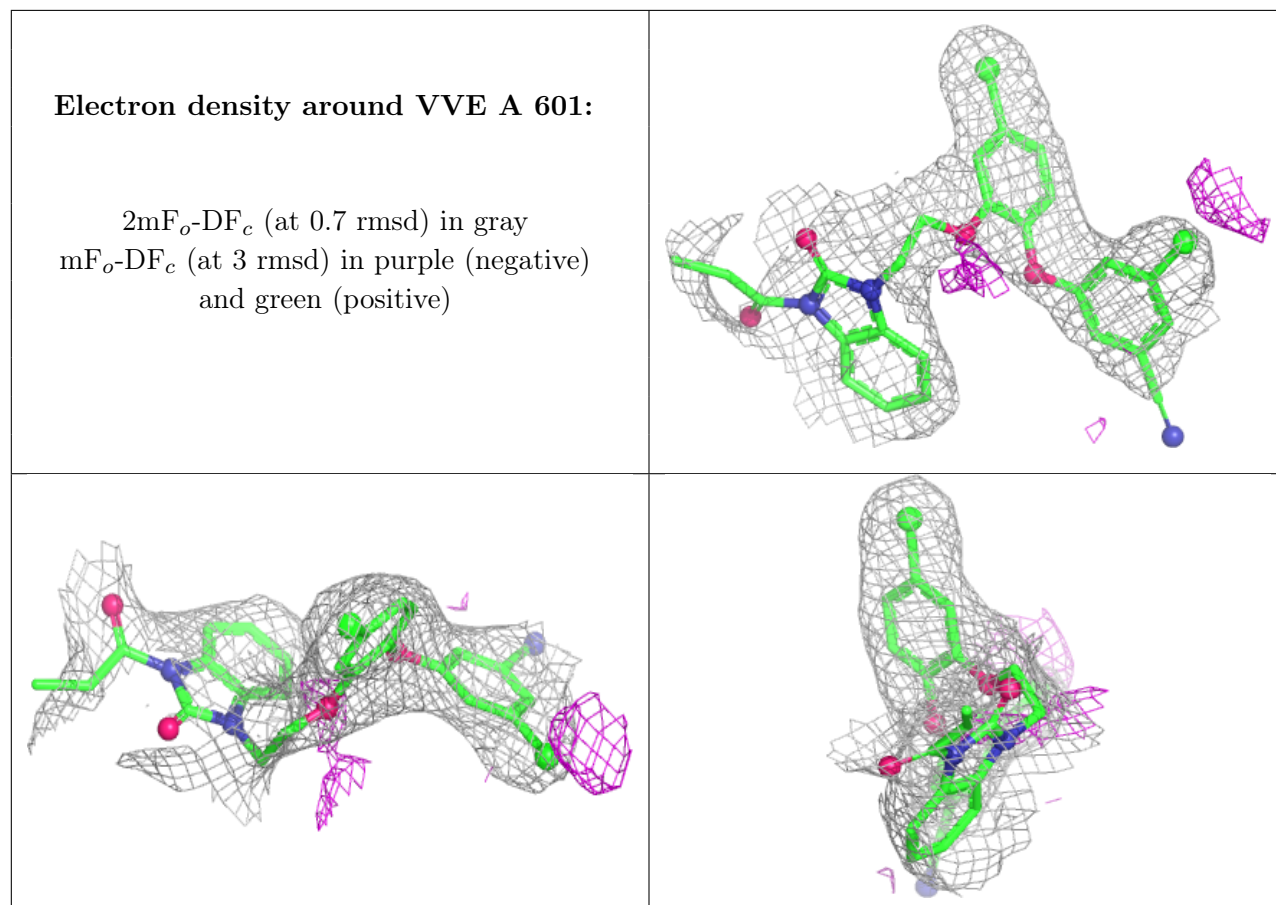 Electron density around VVE A 601:
2mFo-DFc (at 0.7 rmsd) in gray
mFo-DFc (at 3 rmsd) in purple (negative)
and green (positive)